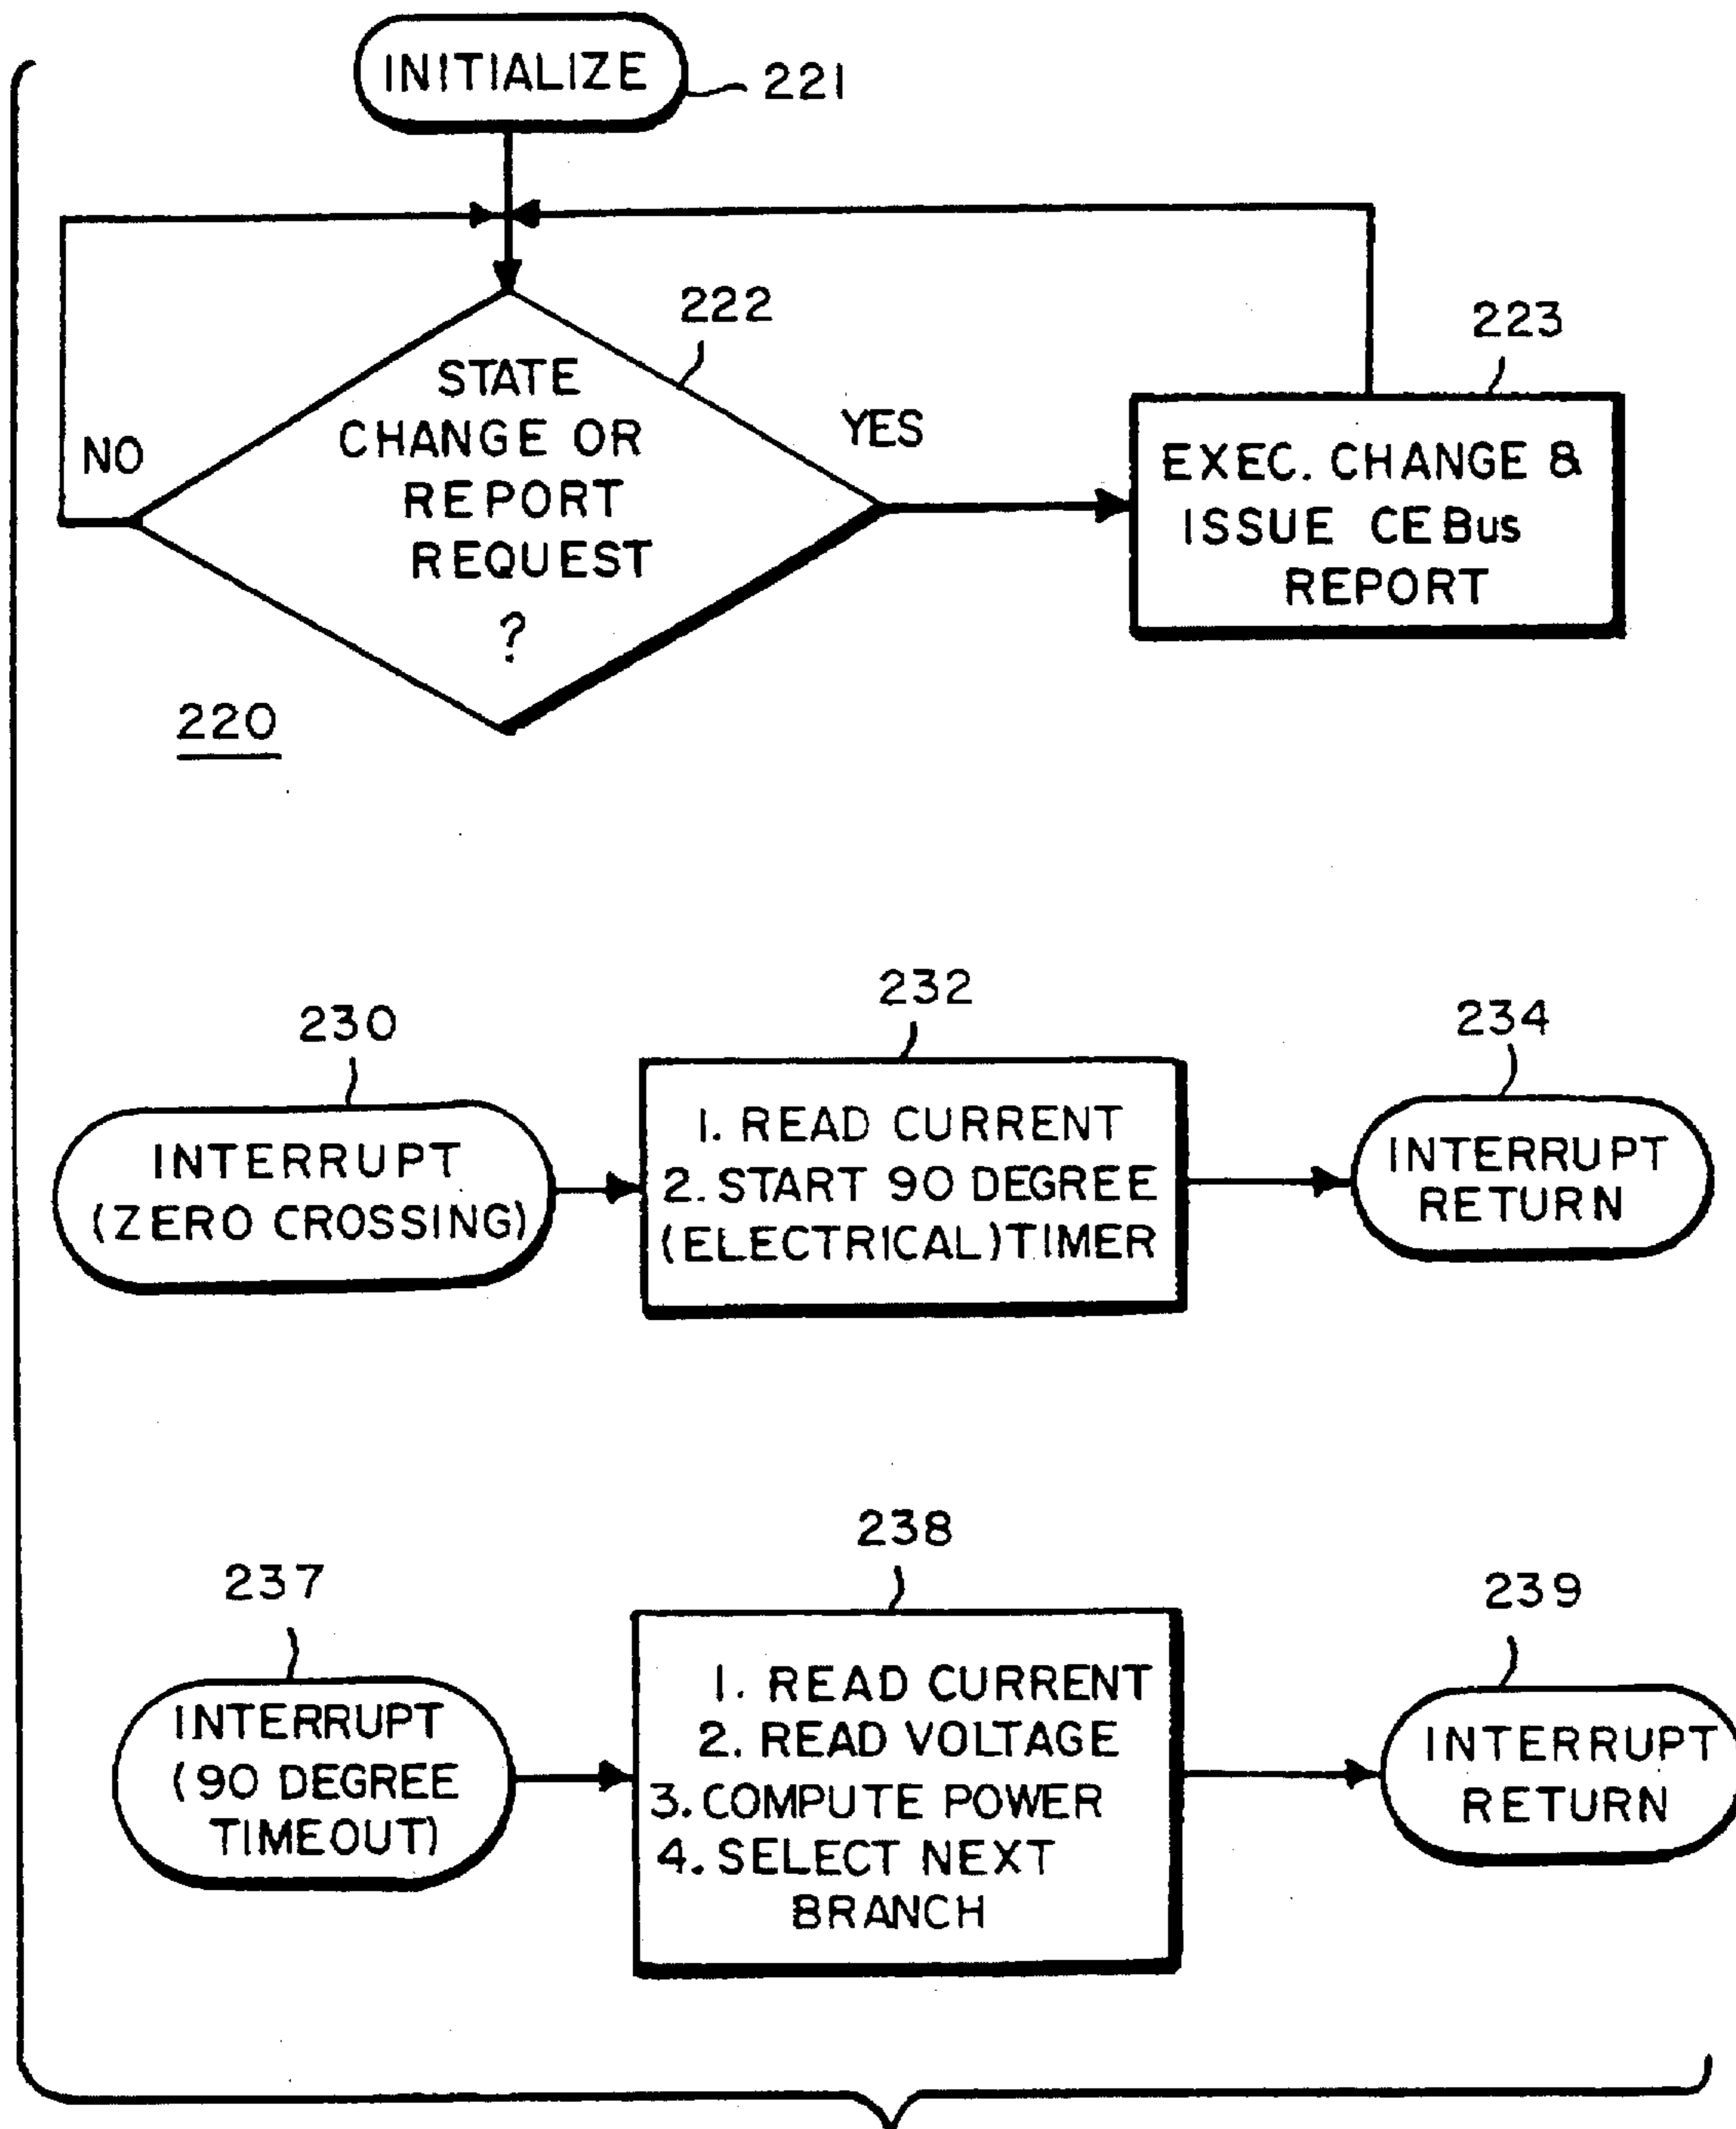 INITIALIZE
221
222
STATE
CHANGE OR
REPORT
REQUEST
?
NO
YES
223
EXEC. CHANGE &
ISSUE CEBus
REPORT
220
230
INTERRUPT
(ZERO CROSSING)
232
1. READ CURRENT
2. START 90 DEGREE
(ELECTRICAL) TIMER
234
INTERRUPT
RETURN
237
INTERRUPT
(90 DEGREE
TIMEOUT)
238
1. READ CURRENT
2. READ VOLTAGE
3. COMPUTE POWER
4. SELECT NEXT
BRANCH
239
INTERRUPT
RETURN